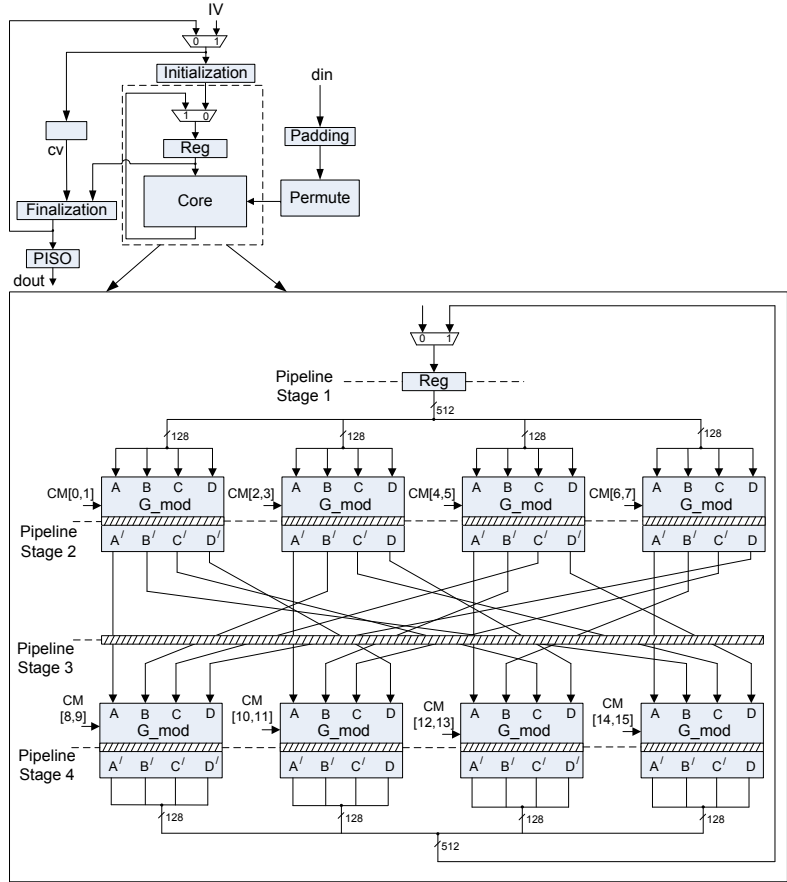 IV
0 1
Initialization
din
1 0
Padding
cv
Reg
Core
Permute
Finalization
PISO
dout
0 1
Pipeline
Stage 1
Reg
512
128 128 128 128
A B C D A B C D A B C D A B C D
CM[0,1] G_mod CM[2,3] G_mod CM[4,5] G_mod CM[6,7] G_mod
Pipeline
Stage 2
A/ B/ C/ D/ A/ B/ C/ D/ A/ B/ C/ D/ A/ B/ C/ D
Pipeline
Stage 3
A B C D A B C D A B C D A B C D
CM
[8,9]
G_mod
CM
[10,11]
G_mod
CM
[12,13]
G_mod
CM
[14,15]
G_mod
Pipeline
Stage 4
A/ B/ C/ D/ A/ B/ C/ D/ A/ B/ C/ D/ A/ B/ C/ D/
128 128 128 128
512